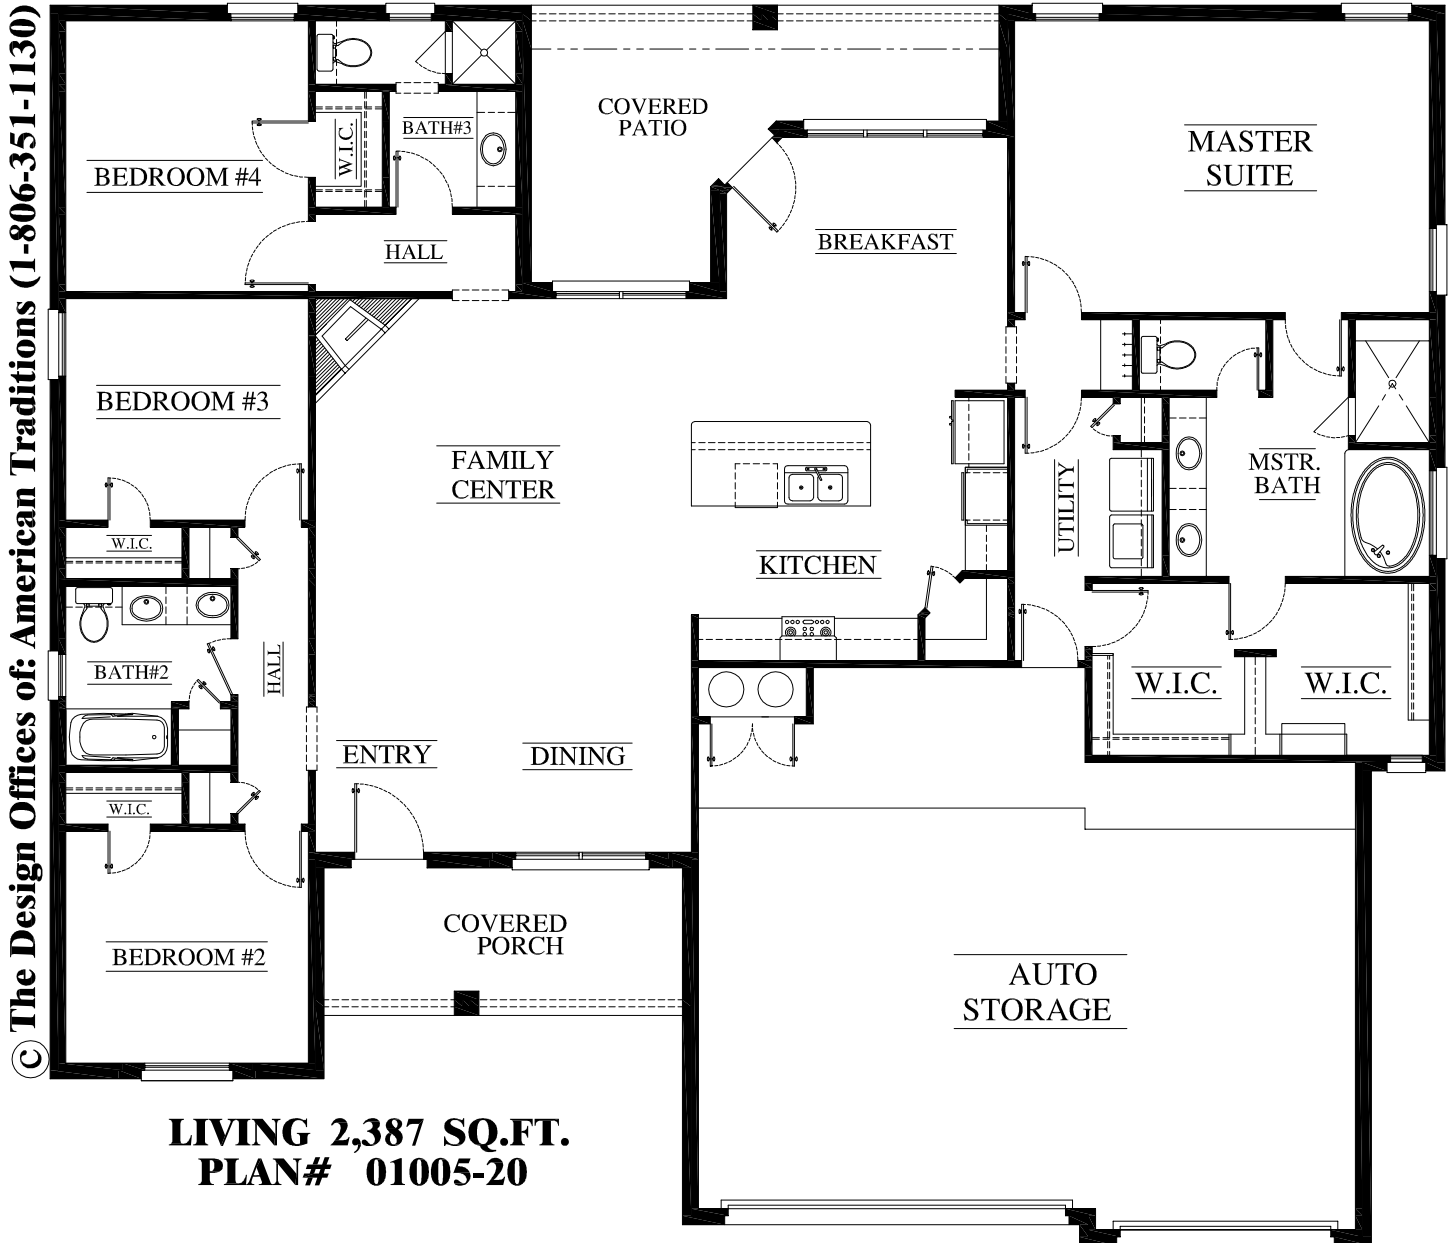 © The Design Offices of: American Traditions (1-806-351-1130)
BEDROOM #4
W.I.C.
BATH#3
HALL
COVERED
PATIO
BREAKFAST
MASTER
SUITE
BEDROOM #3
FAMILY
CENTER
W.I.C.
KITCHEN
UTILITY
MSTR.
BATH
BATH#2
HALL
W.I.C.
W.I.C.
ENTRY
DINING
W.I.C.
BEDROOM #2
COVERED
PORCH
AUTO
STORAGE
LIVING 2,387 SQ.FT.
PLAN# 01005-20